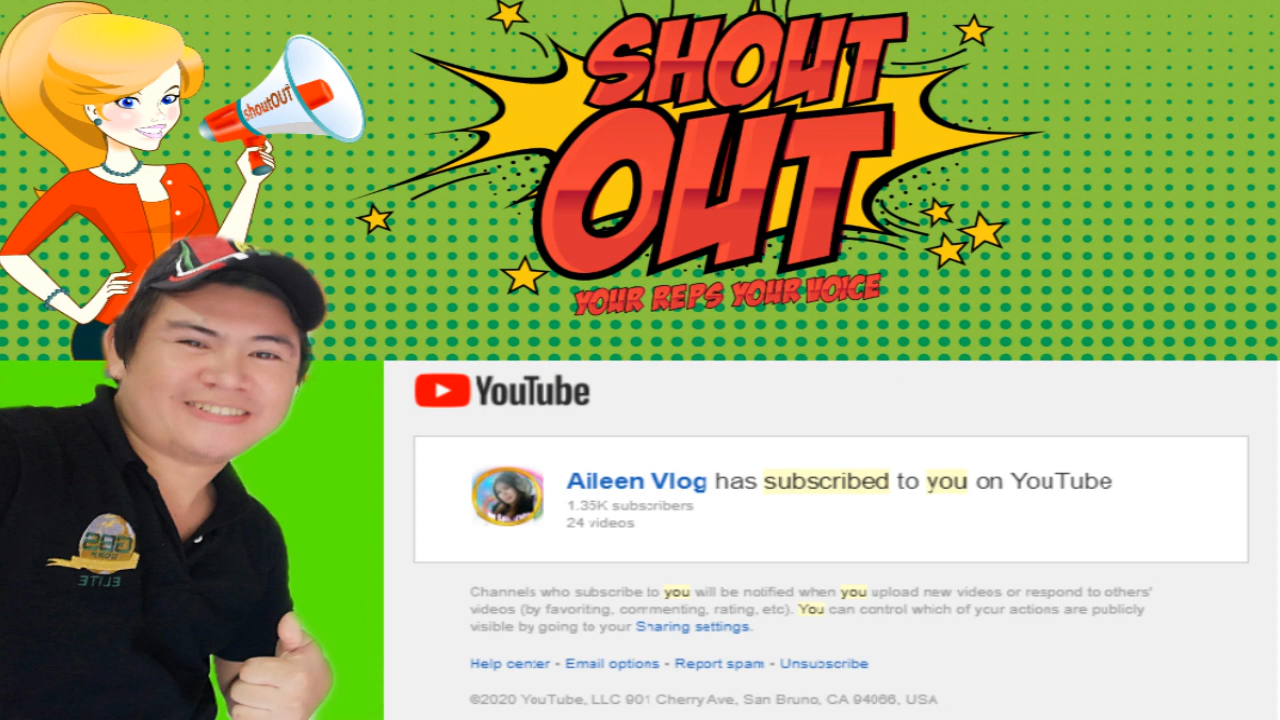 shoutOUT
SHOUT
OUT
YOUR REPS YOUR VOICE
YouTube
Aileen Vlog has subscribed to you on YouTube
1.35K subscribers
24 videos
GBS
ELITE
Channels who subscribe to you will be notified when you upload new videos or respond to others'
videos (by favoriting, commenting, rating, etc). You can control which of your actions are publicly
visible by going to your Sharing settings.
Help center - Email options - Report spam - Unsubscribe
©2020 YouTube, LLC 901 Cherry Ave, San Bruno, CA 94066, USA